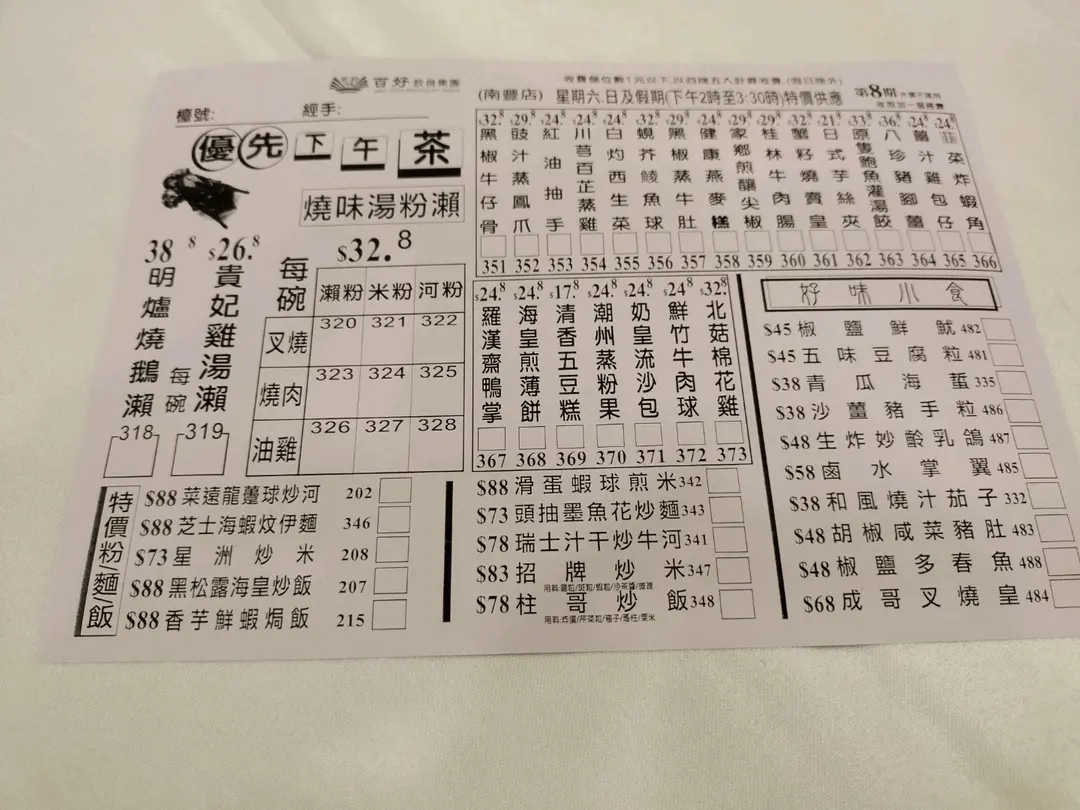 百好飲食集團
檯號:
經手:
優先下午茶
燒味湯粉瀨
38.8
明爐燒鵝瀨
318
$26.8
貴妃雞湯瀨
319
每碗
$32.8
每碗
瀨粉 米粉 河粉
叉燒 320 321 322
燒肉 323 324 325
油雞 326 327 328
(南豐店)
星期六.日及假期(下午2時至3:30時)特價供應
第8期
$32.8 黑椒牛仔骨 351
$29.8 豉汁蒸鳳爪 352
$24.8 紅油抽手 353
$24.8 川芎百芷蒸雞 354
$24.8 白灼西生菜 355
$32.8 蜆芥鯪魚球 356
$29.8 黑椒蒸牛肚 357
$24.8 健康燕麥糕 358
$24.8 家鄉煎釀尖椒 359
$29.8 桂林牛肉腸 360
$32.8 蟹籽燒賣皇 361
$21.8 日式芋絲夾 362
原隻鮑魚灌湯餃 363
八珍豬腳薑 364
汁雞包仔 365
韮菜炸蝦角 366
$24.8 羅漢齋鴨掌 367
$24.8 海皇煎薄餅 368
$17.8 清香五豆糕 369
$24.8 潮州蒸粉果 370
$24.8 奶皇流沙包 371
$24.8 鮮竹牛肉球 372
$32.8 北菇棉花雞 373
好味小食
$45 椒鹽鮮魷 482
$45 五味豆腐粒 481
$38 青瓜海蜇 335
$38 沙薑豬手粒 486
$48 生炸妙齡乳鴿 487
$58 鹵水掌翼 485
$38 和風燒汁茄子 332
$48 胡椒咸菜豬肚 483
$48 椒鹽多春魚 488
$68 成哥叉燒皇 484
特價粉麵/飯
$88 菜遠龍躉球炒河 202
$88 芝士海蝦炆伊麵 346
$73 星洲炒米 208
$88 黑松露海皇炒飯 207
$88 香芋鮮蝦焗飯 215
$88 滑蛋蝦球煎米 342
$73 頭抽墨魚花炒麵 343
$78 瑞士汁干炒牛河 341
$83 招牌炒米 347
$78 柱哥炒飯 348